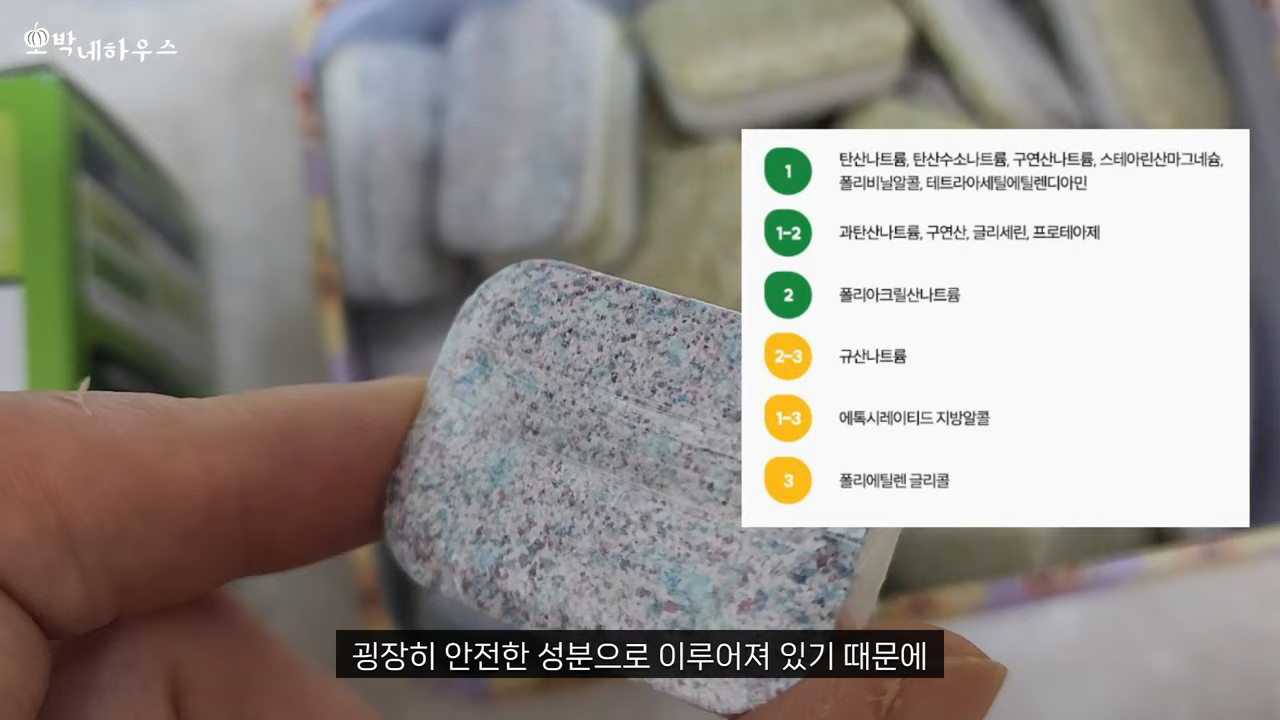 호박네하우스
1 탄산나트륨, 탄산수소나트륨, 구연산나트륨, 스테아린산마그네슘,
폴리비닐알콜, 테트라아세틸에틸렌디아민
1-2 과탄산나트륨, 구연산, 글리세린, 프로테아제
2 폴리아크릴산나트륨
2-3 규산나트륨
1-3 에톡시레이티드 지방알콜
3 폴리에틸렌 글리콜
굉장히 안전한 성분으로 이루어져 있기 때문에